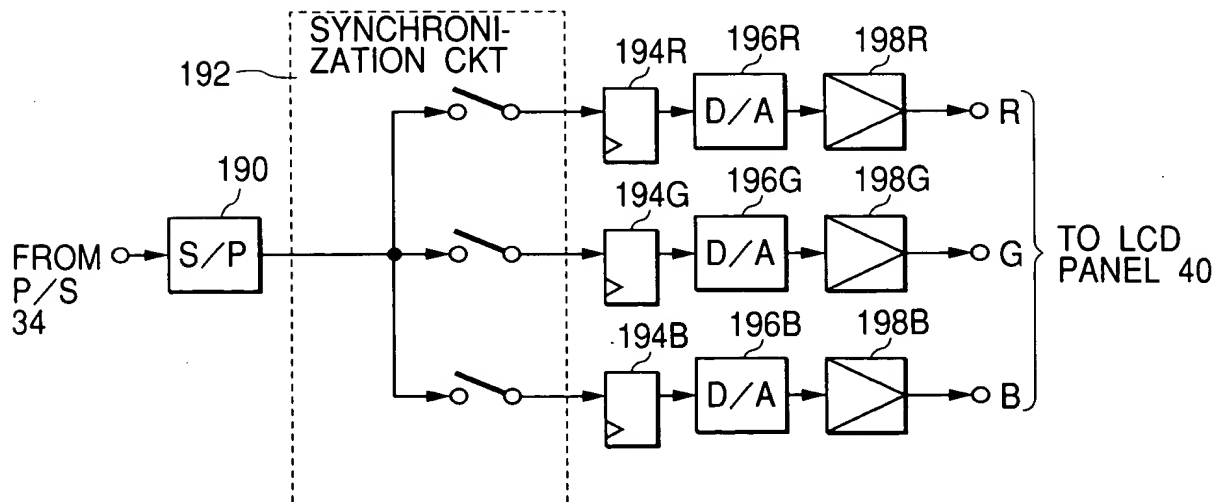 SYNCHRONI-
ZATION CKT
192
194R
196R
198R
D/A
R
190
S/P
FROM
P/S
34
194G
196G
198G
D/A
G
TO LCD
PANEL 40
194B
196B
198B
D/A
B